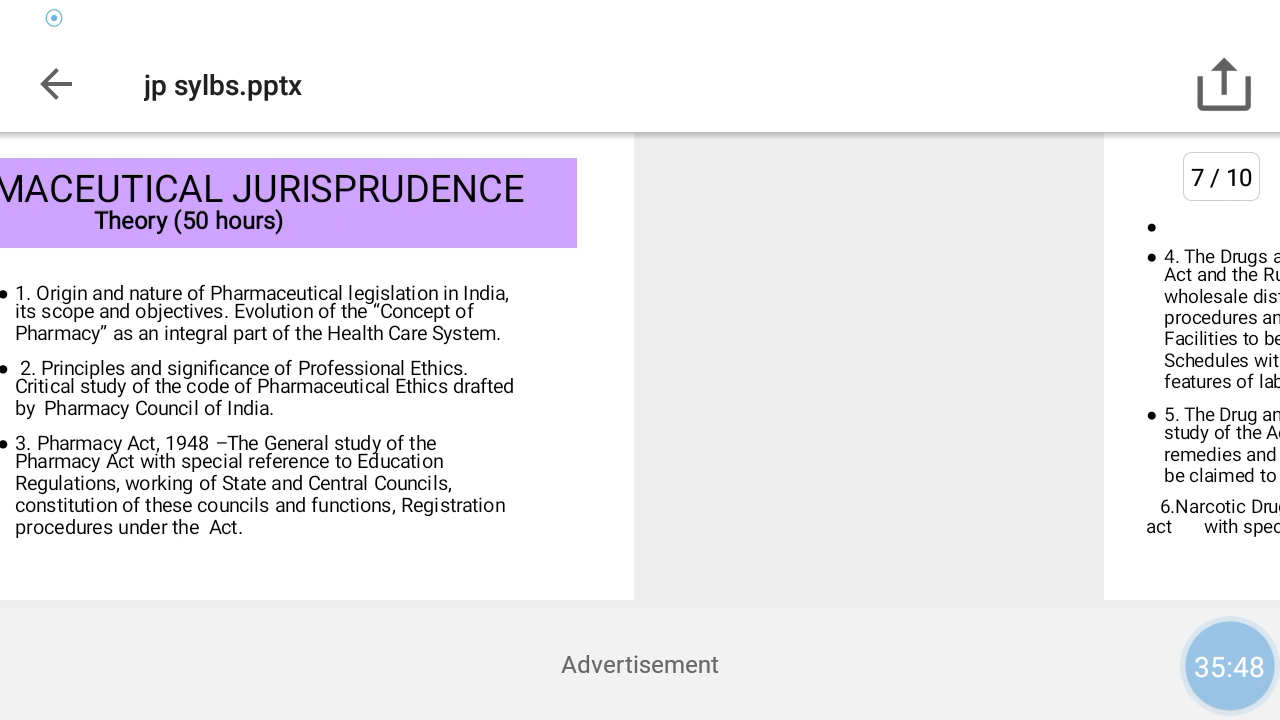 jp sylbs.pptx
MACEUTICAL JURISPRUDENCE
Theory (50 hours)
● 1. Origin and nature of Pharmaceutical legislation in India,
its scope and objectives. Evolution of the “Concept of
Pharmacy” as an integral part of the Health Care System.
● 2. Principles and significance of Professional Ethics.
Critical study of the code of Pharmaceutical Ethics drafted
by Pharmacy Council of India.
● 3. Pharmacy Act, 1948 –The General study of the
Pharmacy Act with special reference to Education
Regulations, working of State and Central Councils,
constitution of these councils and functions, Registration
procedures under the Act.
7 / 10
●
● 4. The Drugs a
Act and the Ru
wholesale dis
procedures an
Facilities to be
Schedules wit
features of lab
● 5. The Drug an
study of the A
remedies and
be claimed to
6.Narcotic Dru
act with spec
Advertisement
35:48